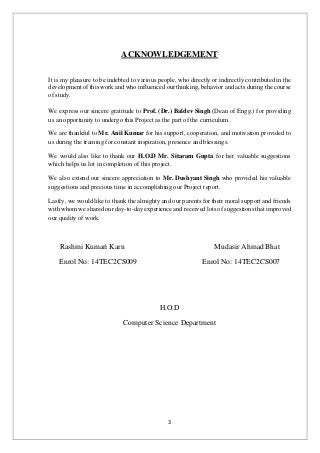 ACKNOWLEDGEMENT
It is my pleasure to be indebted to various people, who directly or indirectly contributed in the
development of this work and who influenced our thinking, behavior and acts during the course
of study.
We express our sincere gratitude to Prof. (Dr.) Baldev Singh (Dean of Engg.) for providing
us an opportunity to undergo this Project as the part of the curriculum.
We are thankful to Mr. Anil Kumar for his support, cooperation, and motivation provided to
us during the training for constant inspiration, presence and blessings.
We would also like to thank our H.O.D Mr. Sitaram Gupta for her valuable suggestions
which helps us lot in completion of this project.
We also extend our sincere appreciation to Mr. Dushyant Singh who provided his valuable
suggestions and precious time in accomplishing our Project report.
Lastly, we would like to thank the almighty and our parents for their moral support and friends
with whom we shared our day-to-day experience and received lots of suggestions that improved
our quality of work.
Rashmi Kumari Karn Mudasir Ahmad Bhat
Enrol No: 14TEC2CS009 Enrol No: 14TEC2CS007
H.O.D
Computer Science Department
3